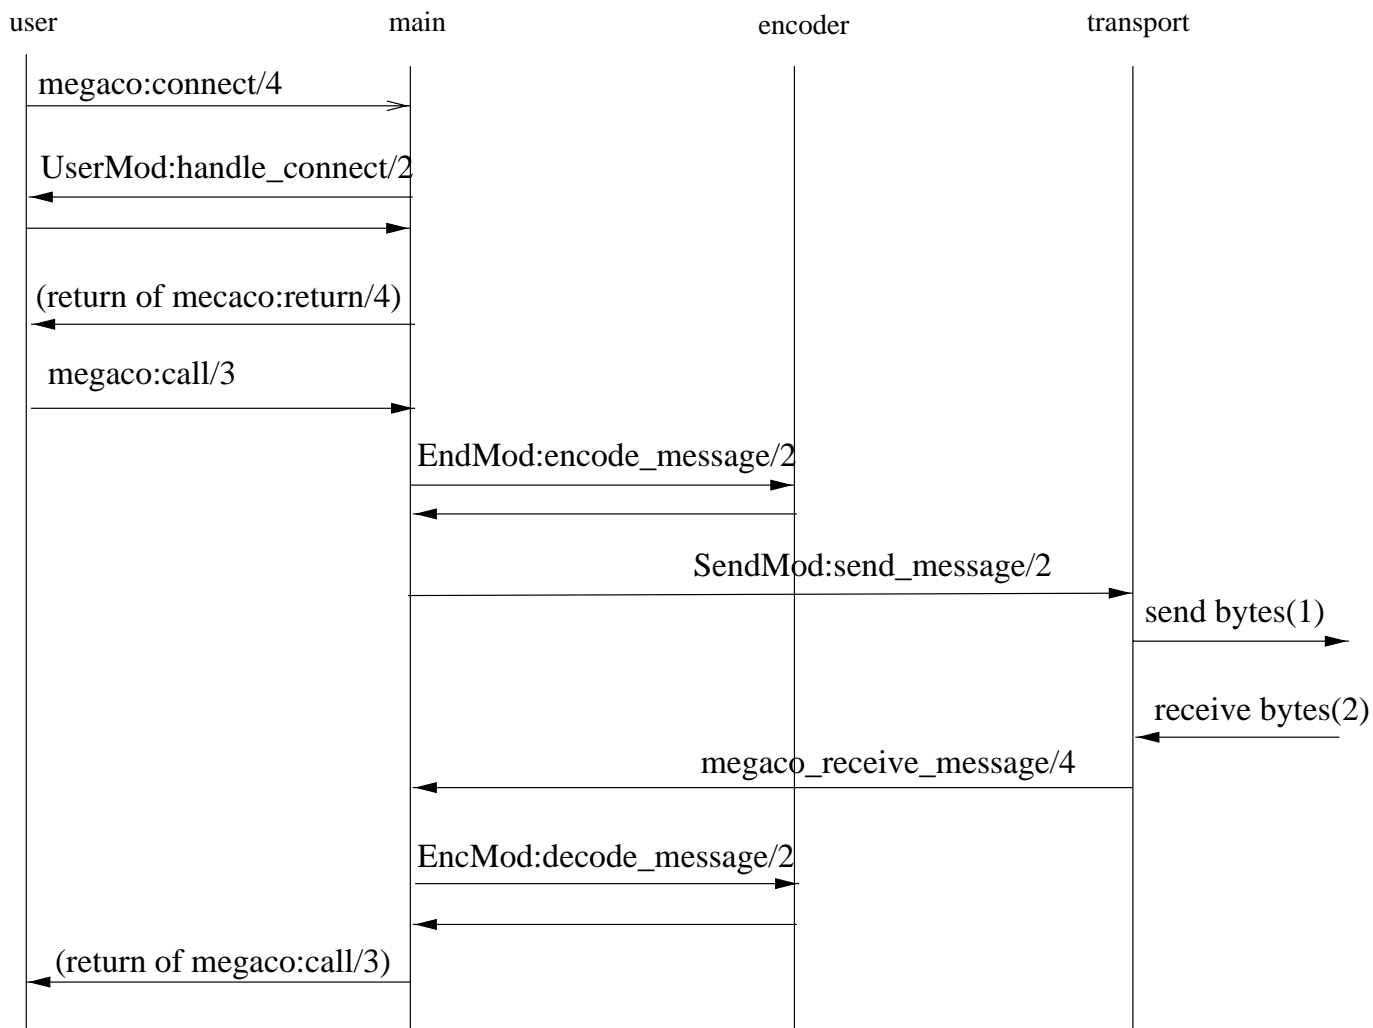 user
main
encoder
transport
megaco:connect/4
UserMod:handle_connect/2
(return of mecaco:return/4)
megaco:call/3
EndMod:encode_message/2
SendMod:send_message/2
send bytes(1)
receive bytes(2)
megaco_receive_message/4
EncMod:decode_message/2
(return of megaco:call/3)